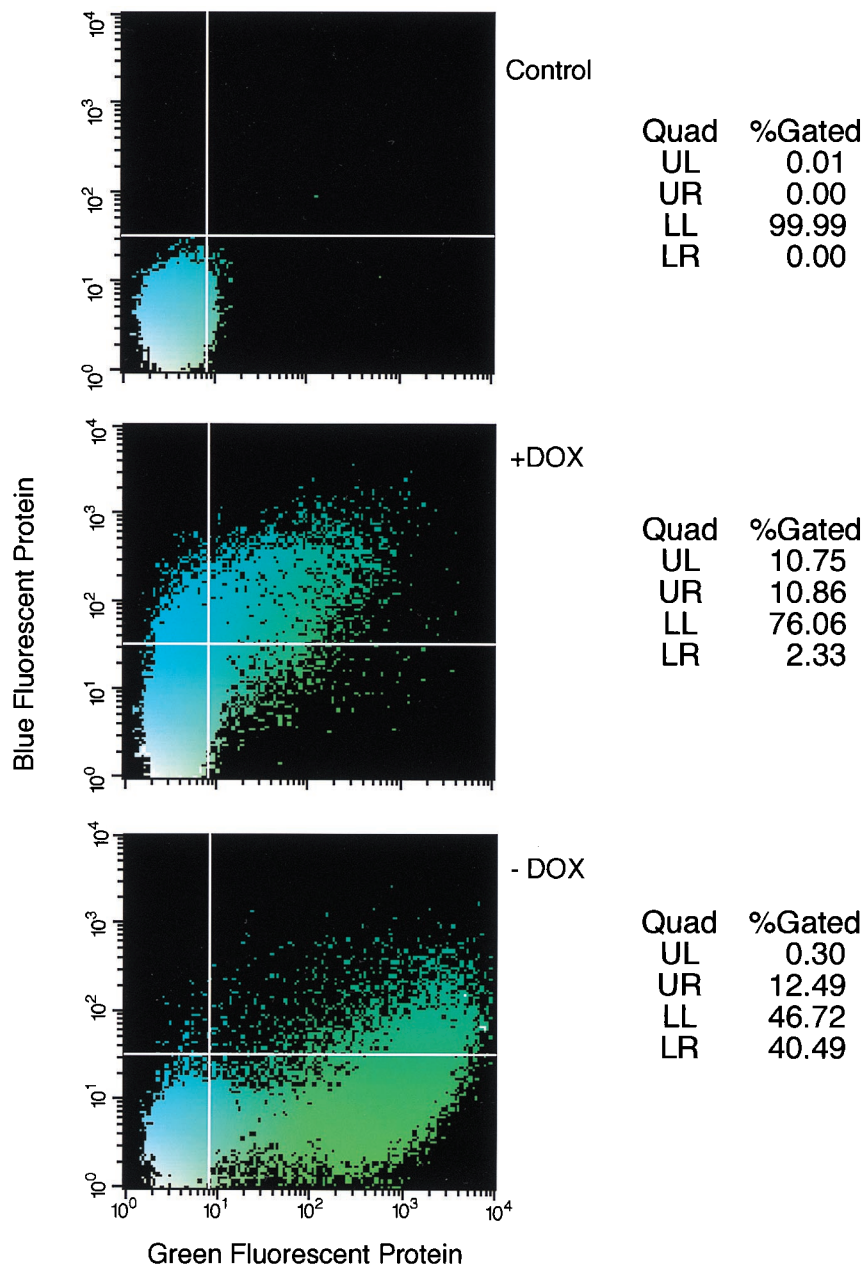 10⁴
10³
10²
10¹
10⁰
Control
Quad %Gated
UL 0.01
UR 0.00
LL 99.99
LR 0.00
Blue Fluorescent Protein
10⁴
10³
10²
10¹
10⁰
+DOX
Quad %Gated
UL 10.75
UR 10.86
LL 76.06
LR 2.33
10⁴
10³
10²
10¹
10⁰
- DOX
Quad %Gated
UL 0.30
UR 12.49
LL 46.72
LR 40.49
10⁰ 10¹ 10² 10³ 10⁴
Green Fluorescent Protein